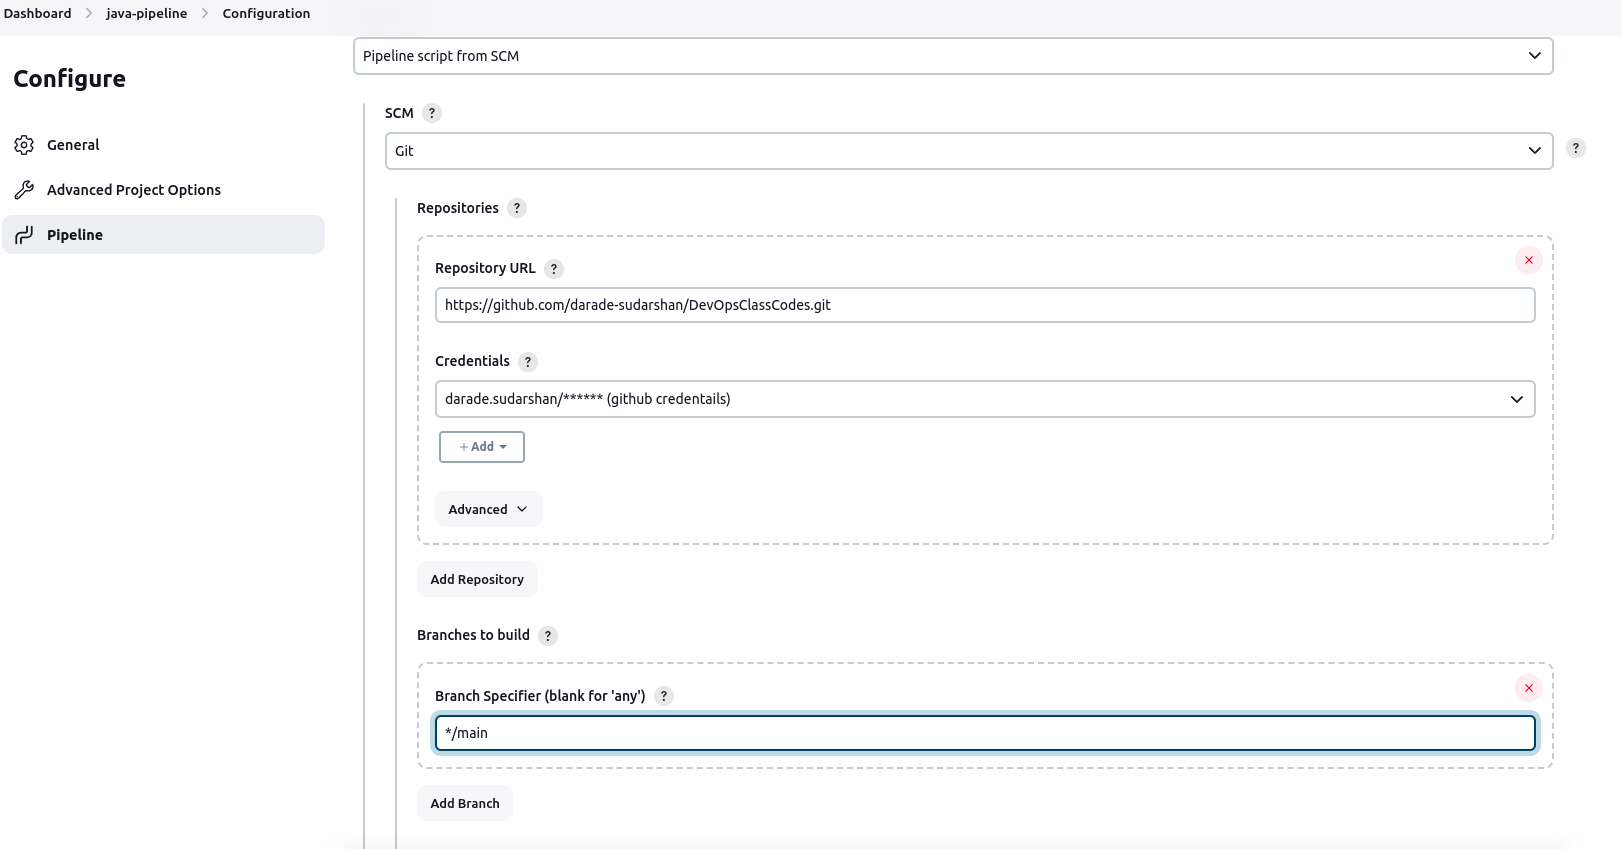 Dashboard > java-pipeline > Configuration
Configure
General
Advanced Project Options
Pipeline
Pipeline script from SCM
SCM ?
Git
?
Repositories ?
Repository URL ?
https://github.com/darade-sudarshan/DevOpsClassCodes.git
Credentials ?
darade.sudarshan/****** (github credentails)
+ Add
Advanced
Add Repository
Branches to build ?
Branch Specifier (blank for 'any') ?
*/main
Add Branch